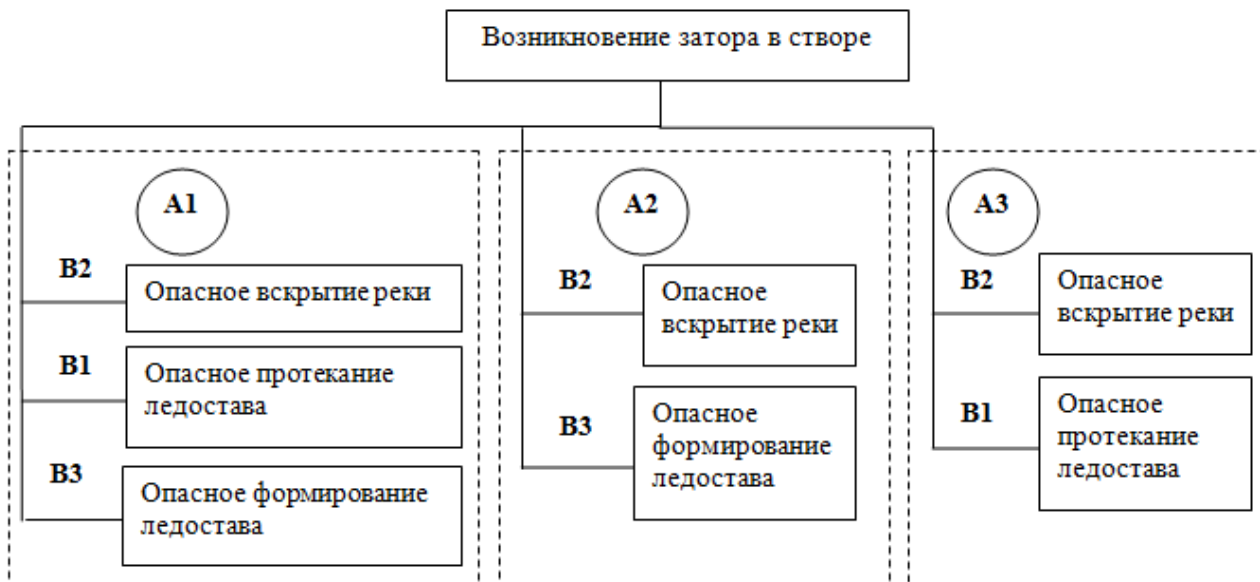 Возникновение затора в створе
А1
В2
Опасное вскрытие реки
В1
Опасное протекание
ледостава
В3
Опасное формирование
ледостава
А2
В2
Опасное
вскрытие реки
В3
Опасное
формирование
ледостава
А3
В2
Опасное
вскрытие реки
В1
Опасное
протекание
ледостава